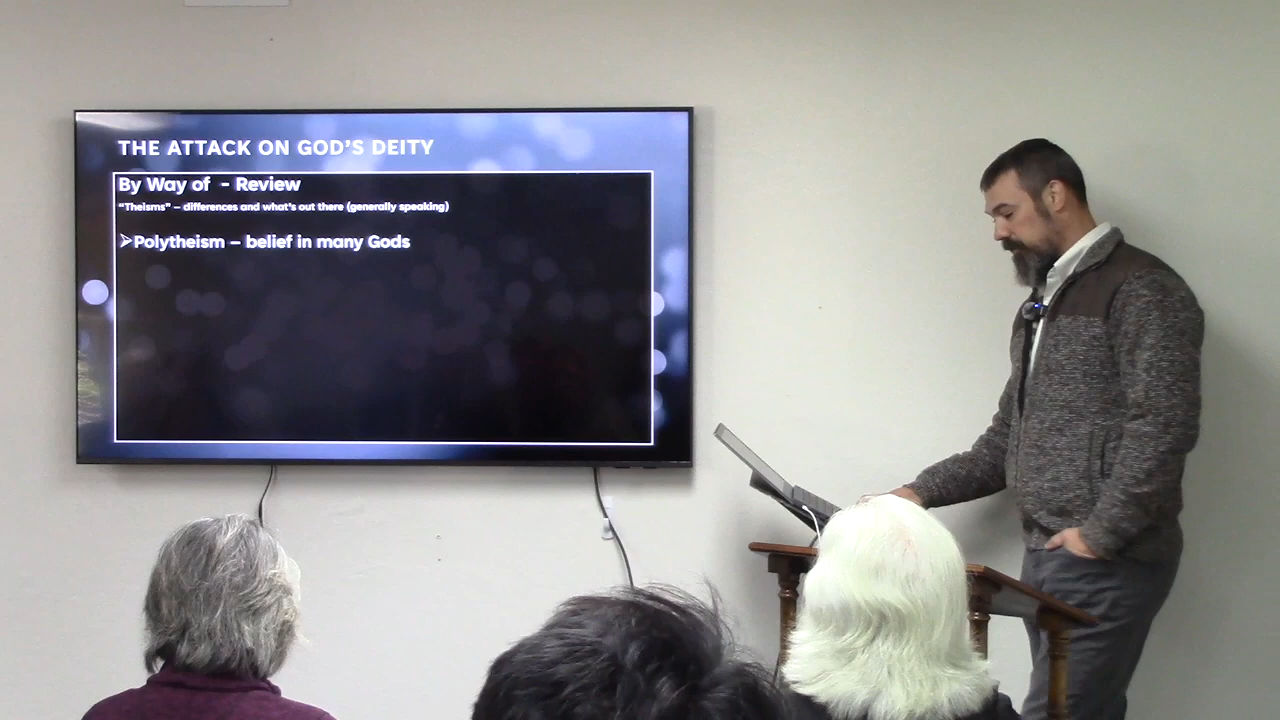 THE ATTACK ON GOD'S DEITY
By Way of - Review
"Theisms" – differences and what's out there (generally speaking)
➢Polytheism – belief in many Gods